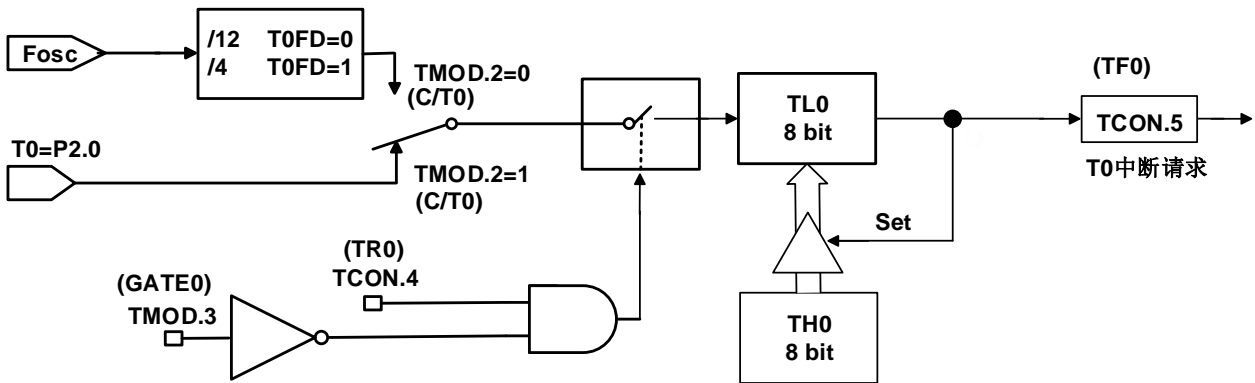 Fosc
/12 T0FD=0
/4 T0FD=1
TMOD.2=0
(C/T0)
T0=P2.0
TMOD.2=1
(C/T0)
TL0
8 bit
(TF0)
TCON.5
T0中断请求
Set
(TR0)
TCON.4
(GATE0)
TMOD.3
TH0
8 bit